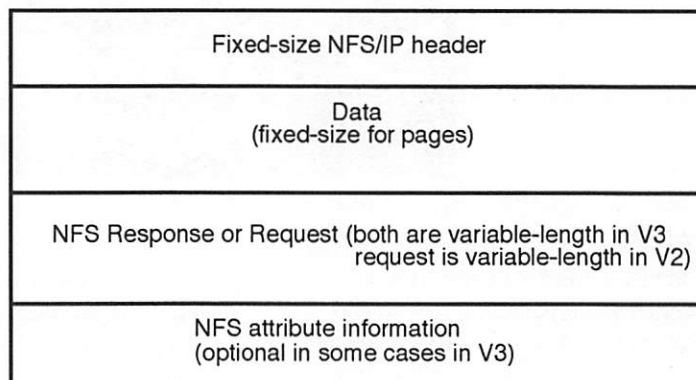 Fixed-size NFS/IP header
Data
(fixed-size for pages)
NFS Response or Request (both are variable-length in V3
request is variable-length in V2)
NFS attribute information
(optional in some cases in V3)